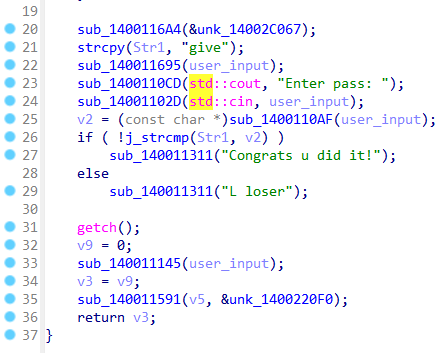 19
20 sub_1400116A4(&unk_14002C067);
21 strcpy(Str1, "give");
22 sub_140011695(user_input);
23 sub_1400110CD(std::cout, "Enter pass: ");
24 sub_14001102D(std::cin, user_input);
25 v2 = (const char *)sub_1400110AF(user_input);
26 if ( !j_strcmp(Str1, v2) )
27 sub_140011311("Congrats u did it!");
28 else
29 sub_140011311("L loser");
30
31 getch();
32 v9 = 0;
33 sub_140011145(user_input);
34 v3 = v9;
35 sub_140011591(v5, &unk_1400220F0);
36 return v3;
37 }